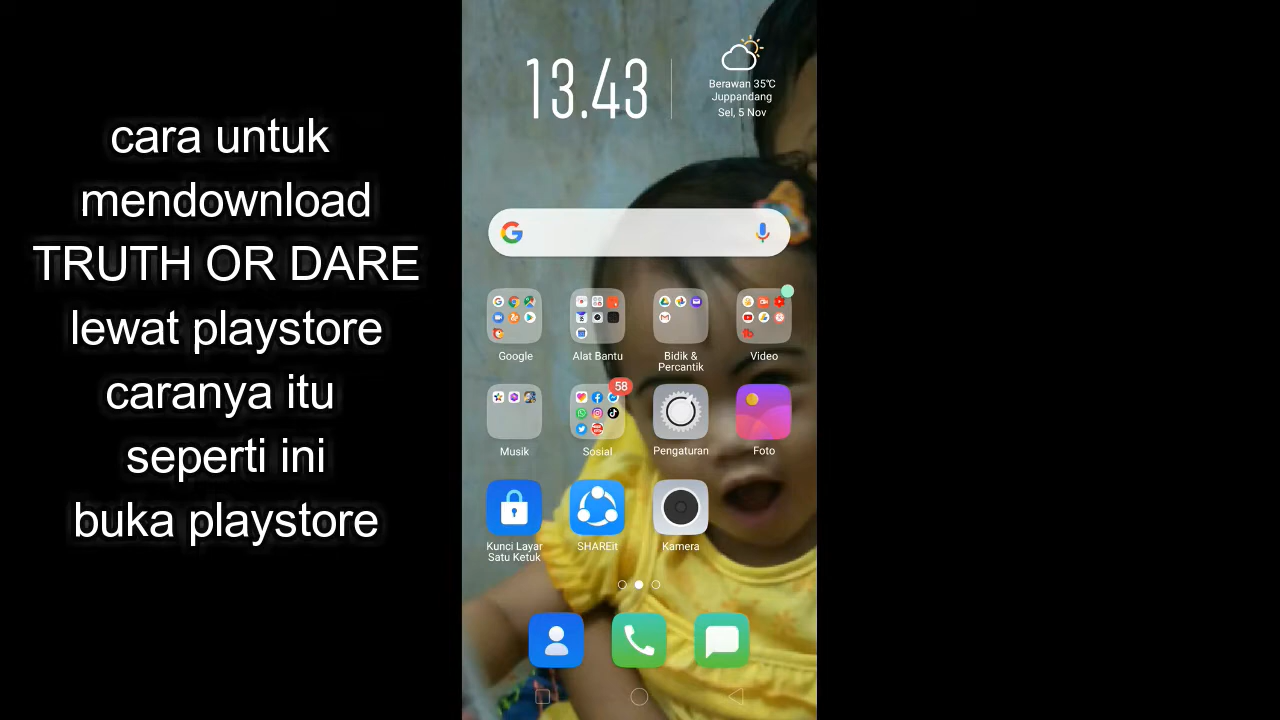 cara untuk
mendownload
TRUTH OR DARE
lewat playstore
caranya itu
seperti ini
buka playstore
13.43
Berawan 35℃
Juppandang
Sel, 5 Nov
Google
Alat Bantu
Bidik &
Percantik
Video
58
Musik
Sosial
Pengaturan
Foto
Kunci Layar
Satu Ketuk
SHAREit
Kamera